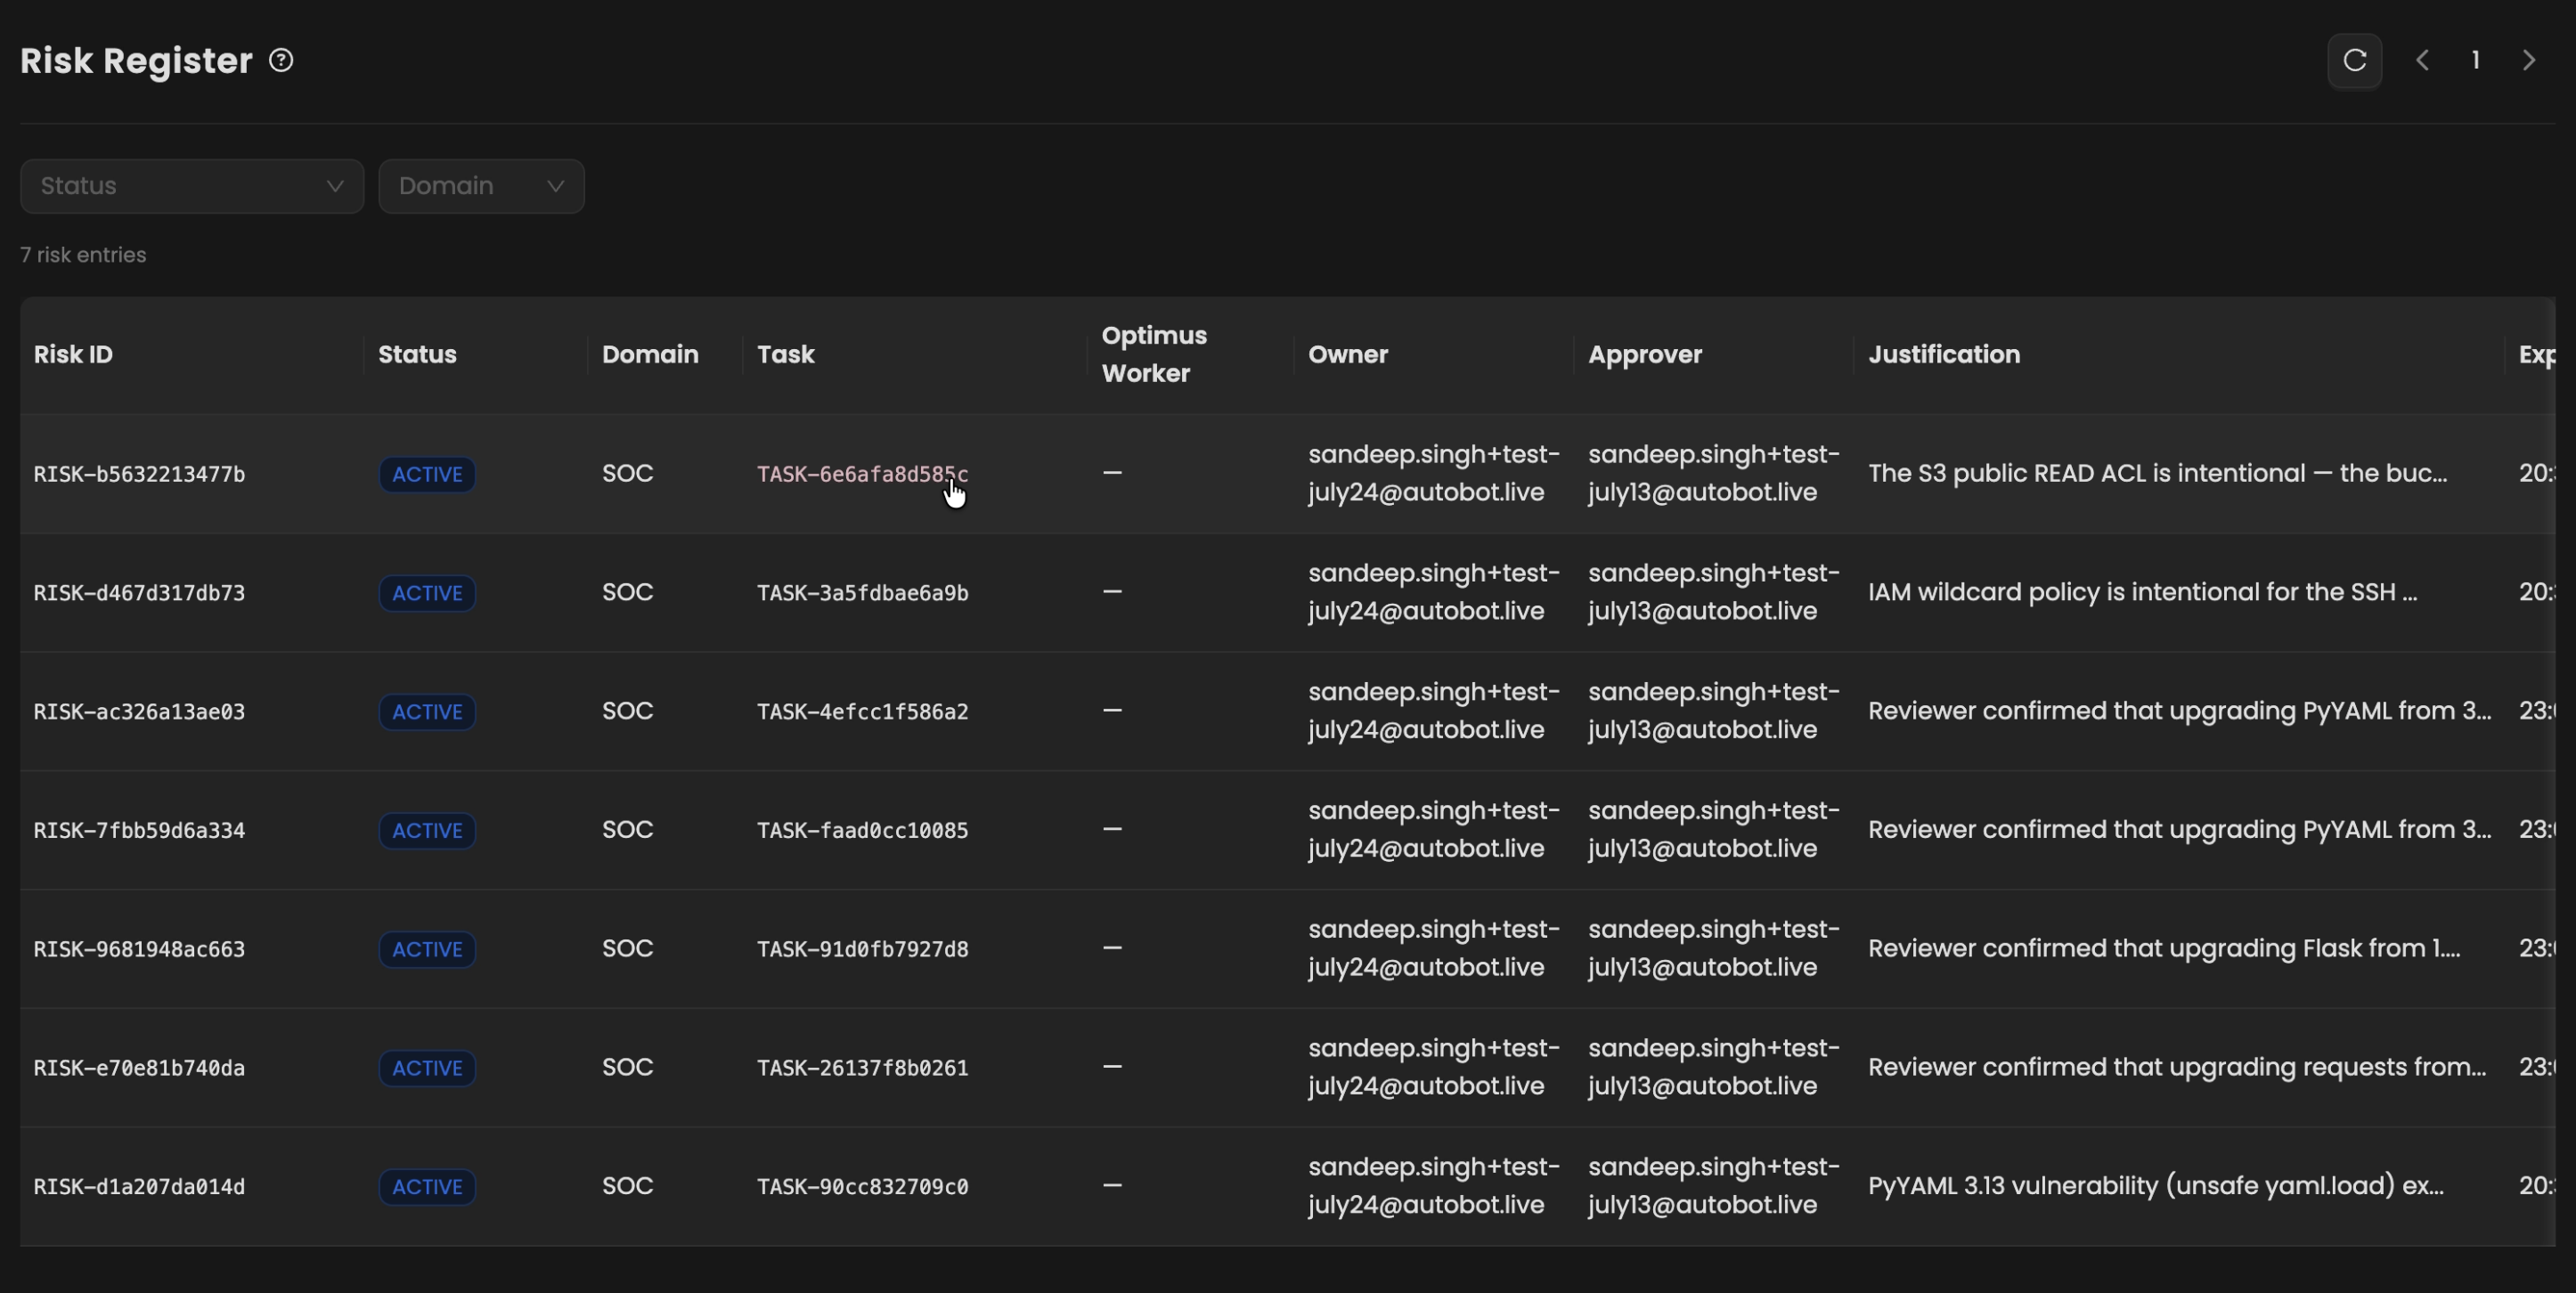 Risk Register
1
Status
Domain
7 risk entries
Risk ID Status Domain Task Optimus Worker Owner Approver Justification Exp
RISK-b5632213477b ACTIVE SOC TASK-6e6afa8d585c — sandeep.singh+test-july24@autobot.live sandeep.singh+test-july13@autobot.live The S3 public READ ACL is intentional — the buc... 20:
RISK-d467d317db73 ACTIVE SOC TASK-3a5fdbae6a9b — sandeep.singh+test-july24@autobot.live sandeep.singh+test-july13@autobot.live IAM wildcard policy is intentional for the SSH ... 20:
RISK-ac326a13ae03 ACTIVE SOC TASK-4efcc1f586a2 — sandeep.singh+test-july24@autobot.live sandeep.singh+test-july13@autobot.live Reviewer confirmed that upgrading PyYAML from 3... 23:
RISK-7fbb59d6a334 ACTIVE SOC TASK-faad0cc10085 — sandeep.singh+test-july24@autobot.live sandeep.singh+test-july13@autobot.live Reviewer confirmed that upgrading PyYAML from 3... 23:
RISK-9681948ac663 ACTIVE SOC TASK-91d0fb7927d8 — sandeep.singh+test-july24@autobot.live sandeep.singh+test-july13@autobot.live Reviewer confirmed that upgrading Flask from 1.... 23:
RISK-e70e81b740da ACTIVE SOC TASK-26137f8b0261 — sandeep.singh+test-july24@autobot.live sandeep.singh+test-july13@autobot.live Reviewer confirmed that upgrading requests from... 23:
RISK-d1a207da014d ACTIVE SOC TASK-90cc832709c0 — sandeep.singh+test-july24@autobot.live sandeep.singh+test-july13@autobot.live PyYAML 3.13 vulnerability (unsafe yaml.load) ex... 20: